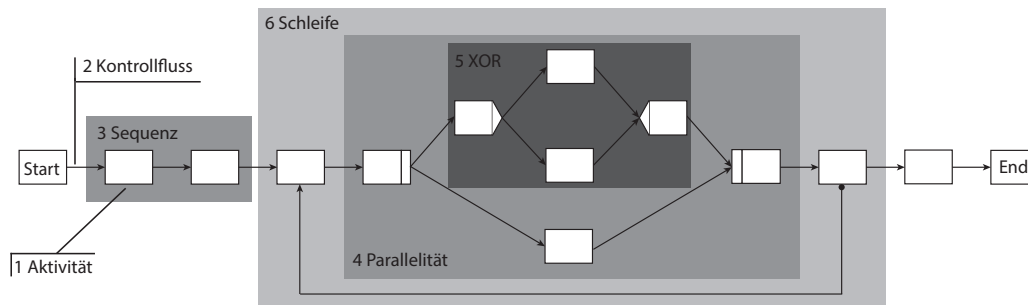 6 Schleife
5 XOR
2 Kontrollfluss
3 Sequenz
Start
End
4 Parallelität
1 Aktivität